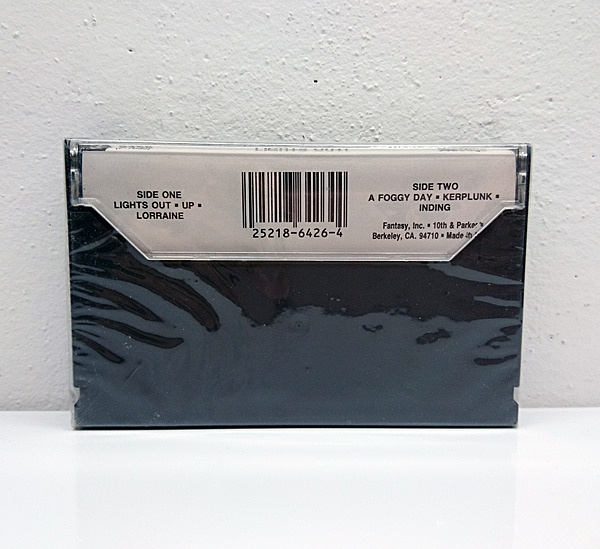 SIDE ONE
LIGHTS OUT ▪ UP ▪
LORRAINE
25218-6426-4
SIDE TWO
A FOGGY DAY ▪ KERPLUNK ▪
INDING
Fantasy, Inc. ▪ 10th & Parker
Berkeley, CA. 94710 ▪ Made